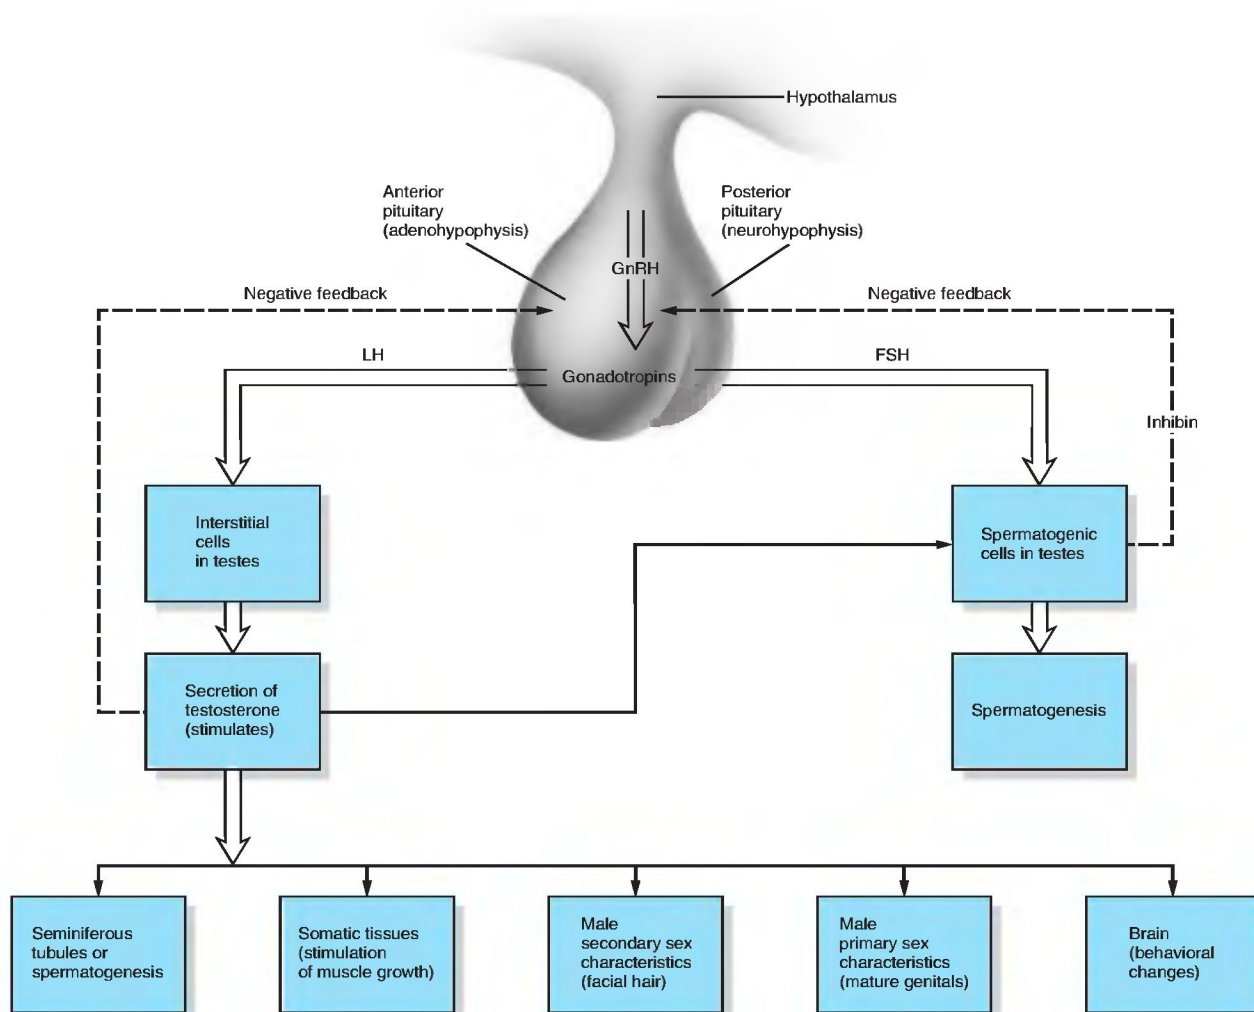 Hypothalamus
Anterior
pituitary
(adenohypophysis)
Posterior
pituitary
(neurohypophysis)
GnRH
Negative feedback
Negative feedback
LH
FSH
Gonadotropins
Inhibin
Interstitial
cells
in testes
Spermatogenic
cells in testes
Secretion of
testosterone
(stimulates)
Spermatogenesis
Seminiferous
tubules or
spermatogenesis
Somatic tissues
(stimulation
of muscle growth)
Male
secondary sex
characteristics
(facial hair)
Male
primary sex
characteristics
(mature genitals)
Brain
(behavioral
changes)